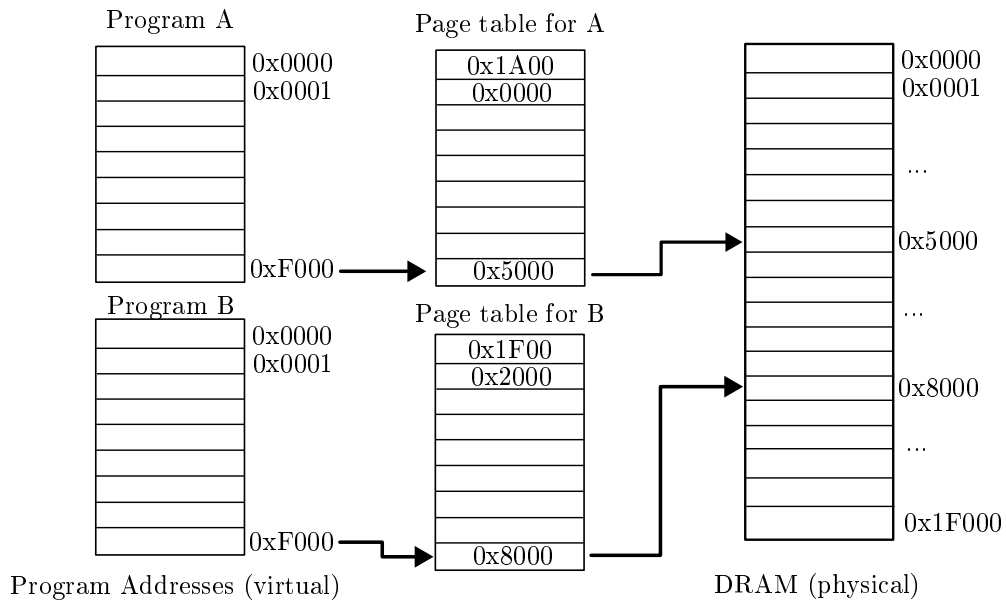 Program A
0x0000
0x0001
0xF000
Program B
0x0000
0x0001
0xF000
Program Addresses (virtual)
Page table for A
0x1A00
0x0000
0x5000
Page table for B
0x1F00
0x2000
0x8000
0x0000
0x0001
...
0x5000
...
0x8000
...
0x1F000
DRAM (physical)